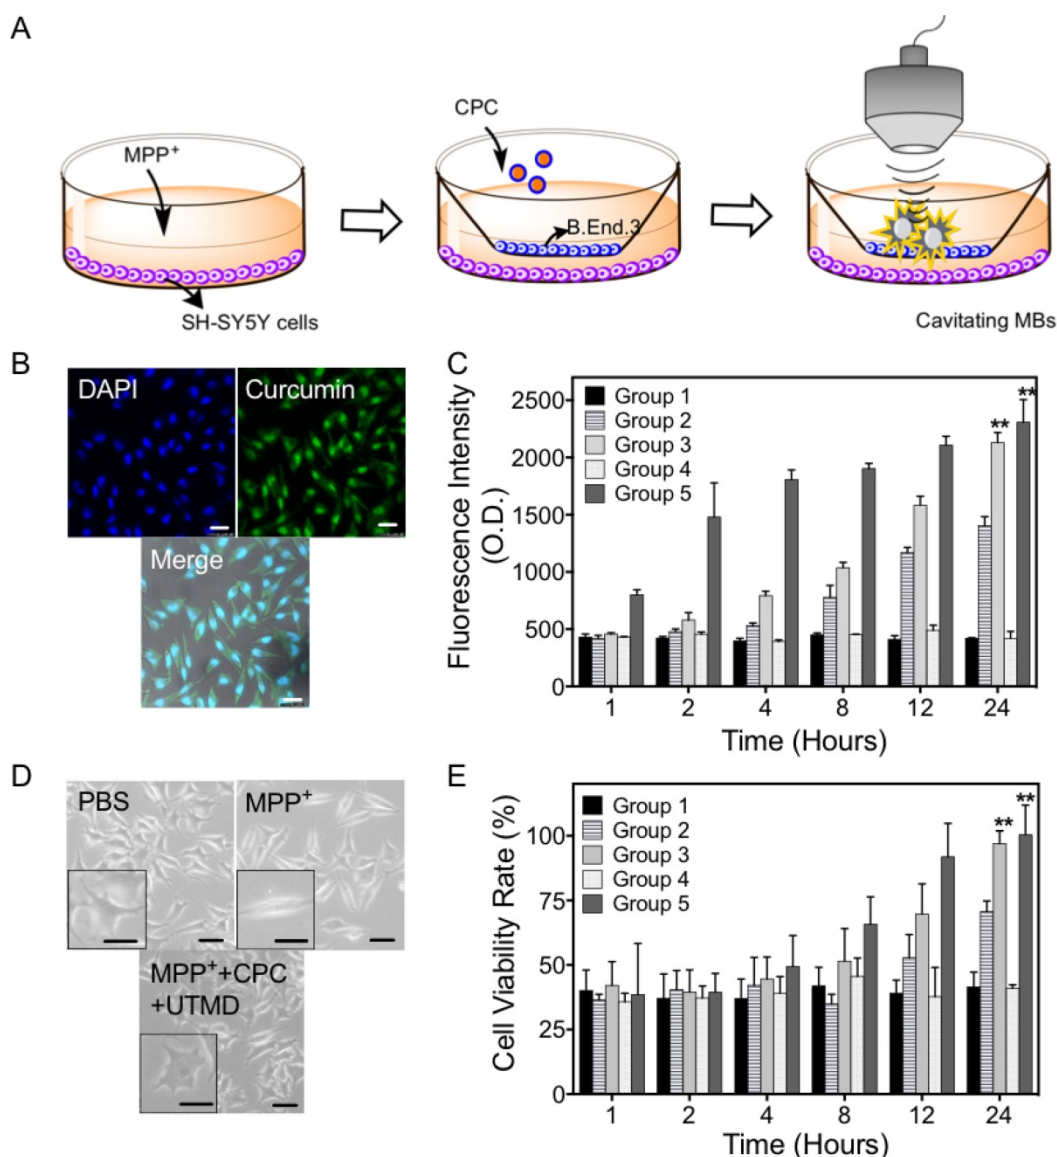 A
MPP+
SH-SY5Y cells
CPC
B.End.3
Cavitating MBs
B
DAPI
Curcumin
Merge
C
Fluorescence Intensity
(O.D.)
2500
2000
1500
1000
500
0
Group 1
Group 2
Group 3
Group 4
Group 5
**
**
1 2 4 8 12 24
Time (Hours)
D
PBS
MPP+
MPP++CPC
+UTMD
E
Cell Viability Rate (%)
100
75
50
25
0
Group 1
Group 2
Group 3
Group 4
Group 5
**
**
1 2 4 8 12 24
Time (Hours)